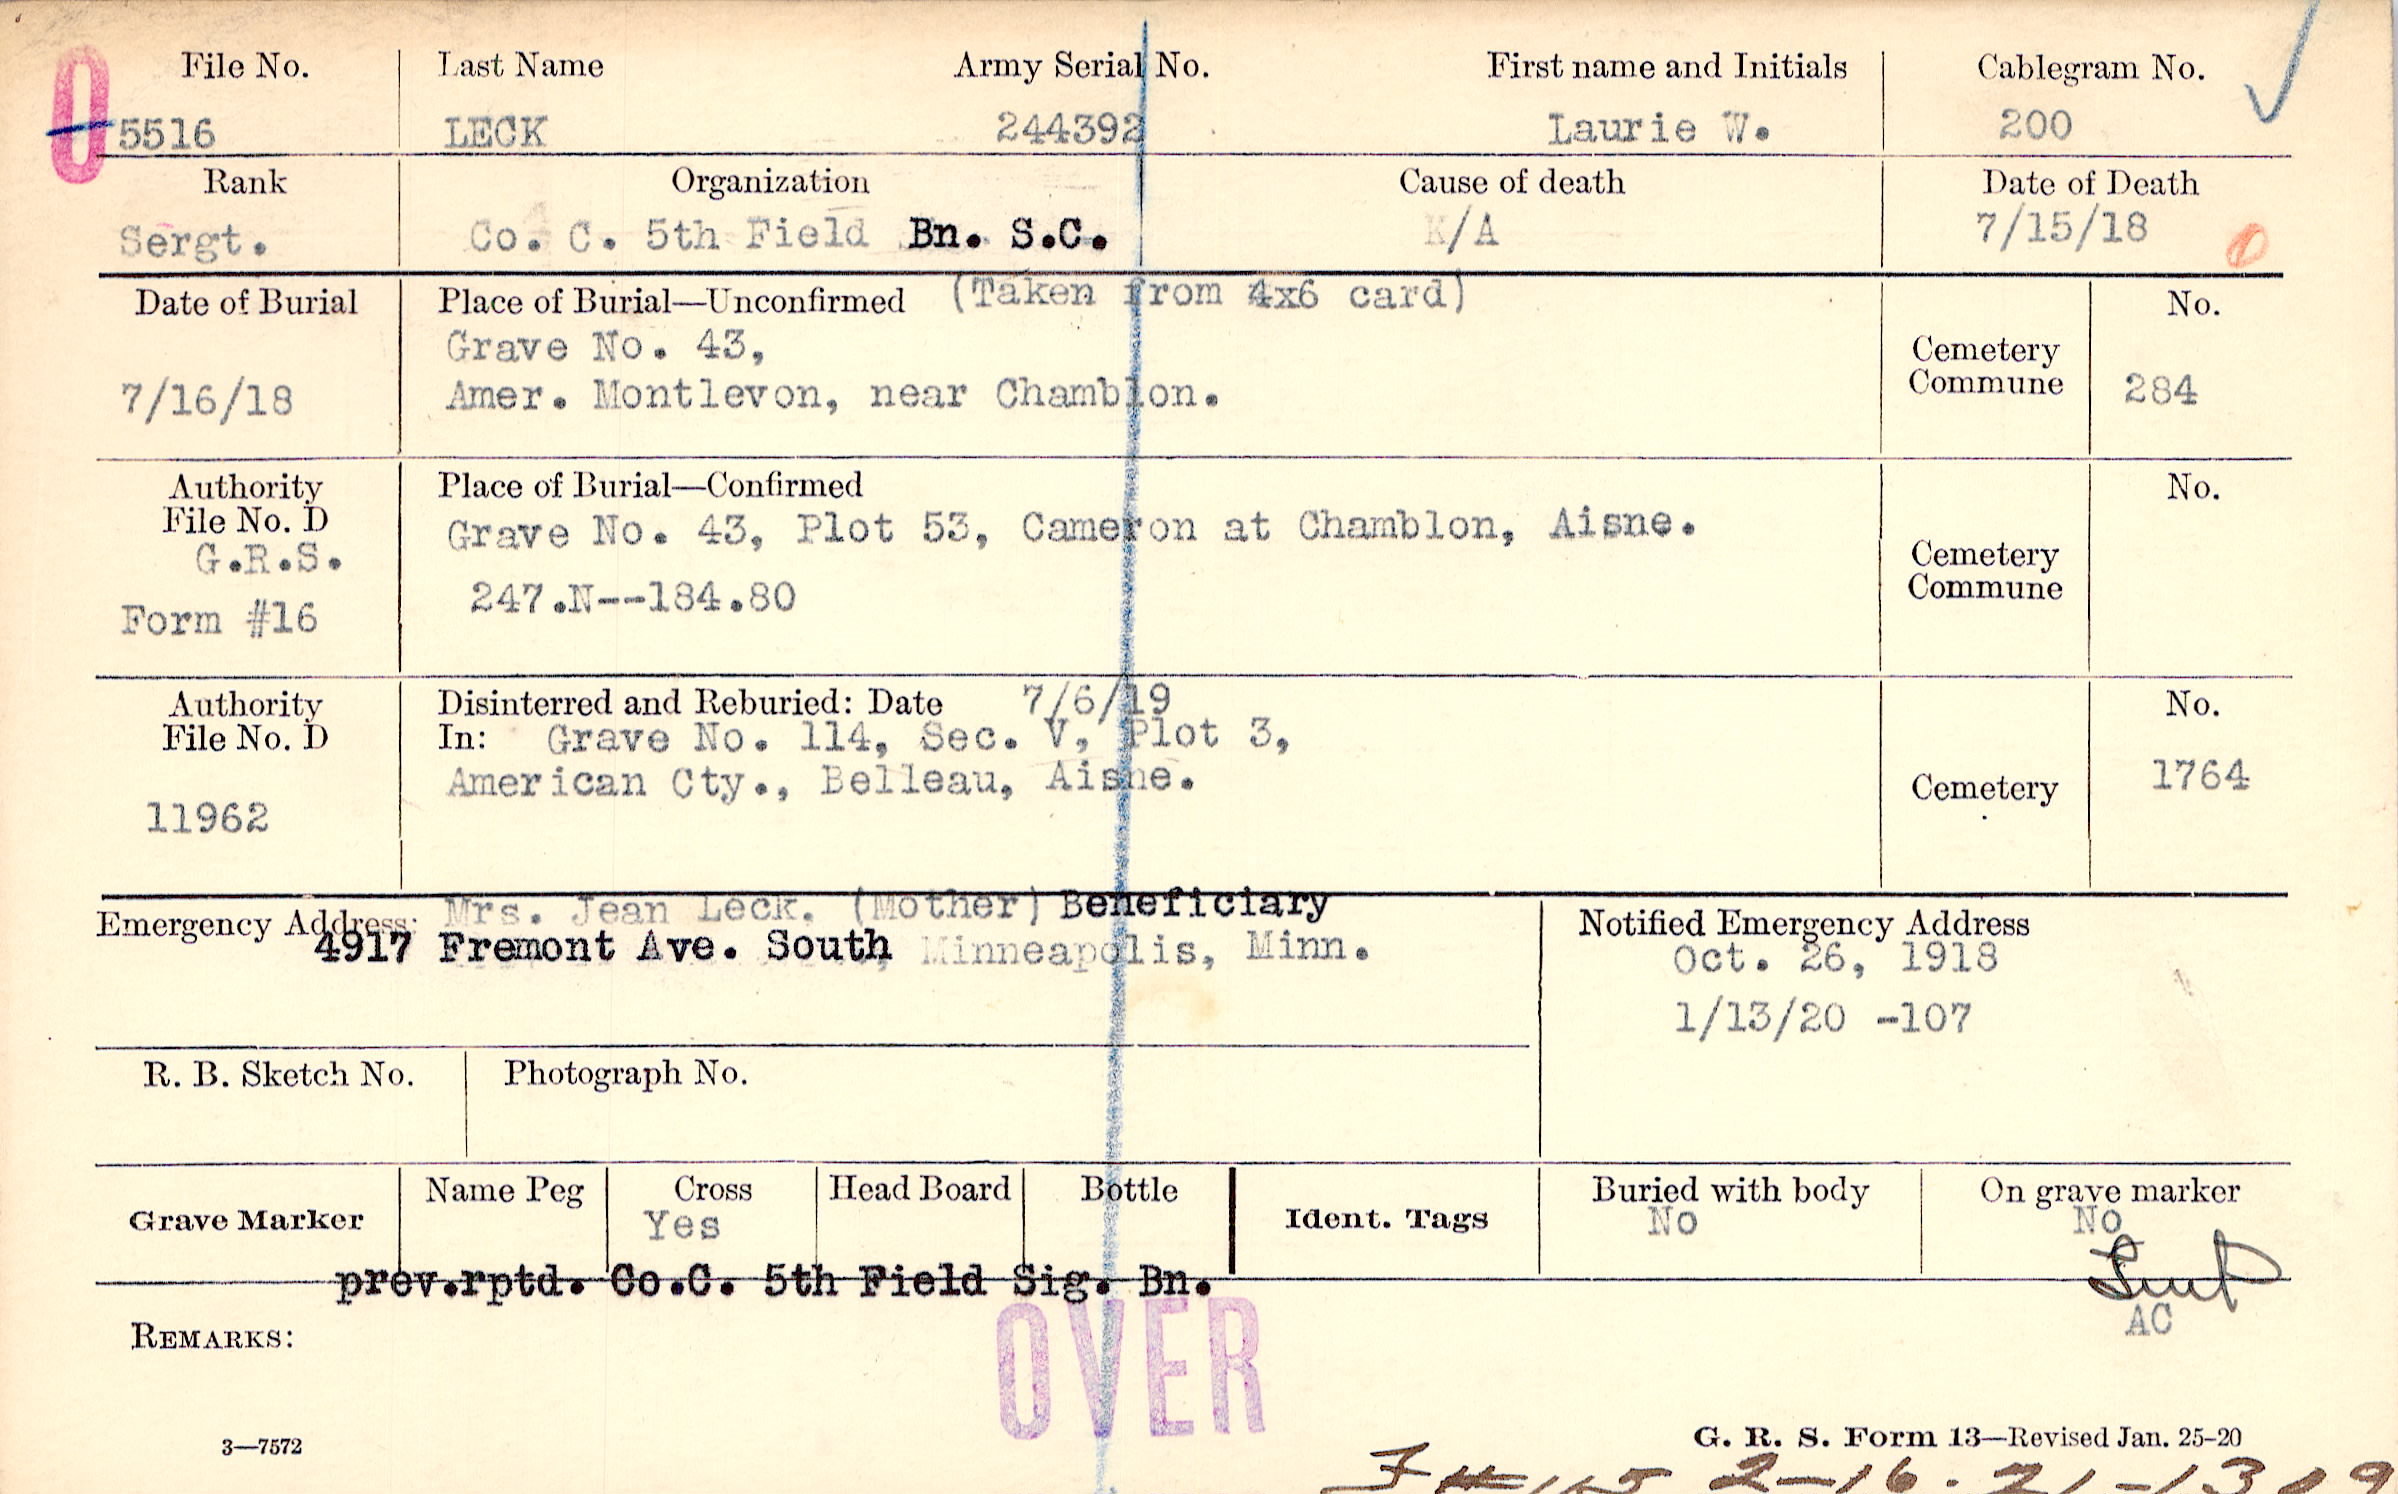 File No. Last Name Army Serial No. First name and Initials Cablegram No.
O 5516 LECK 244392 Laurie W. 200
Rank Organization Cause of death Date of Death
Sergt. Co. C. 5th Field Bn. S.C. K/A 7/15/18
0
Date of Burial Place of Burial—Unconfirmed (Taken from 4x6 card) No.
Grave No. 43,
Cemetery
Commune
7/16/18 Amer. Montlevon, near Chamblon. 284
Authority Place of Burial—Confirmed No.
File No. D Grave No. 43, Plot 53, Cameron at Chamblon, Aisne.
G.R.S. Cemetery
Commune
Form #16 247.N--184.80
Authority Disinterred and Reburied: Date 7/6/19 No.
File No. D In: Grave No. 114, Sec. V, Plot 3,
American Cty., Belleau, Aisne. Cemetery 1764
11962
Emergency Address: Mrs. Jean Leck. (Mother) Beneficiary Notified Emergency Address
4917 Fremont Ave. South Minneapolis, Minn. Oct. 26, 1918
1/13/20 -107
R. B. Sketch No. Photograph No.
Grave Marker Name Peg Cross Head Board Bottle Ident. Tags Buried with body On grave marker
Yes No No
prev.rptd. Co.C. 5th Field Sig. Bn.
AC
REMARKS:
OVER
3—7572 G. R. S. Form 13—Revised Jan. 25-20